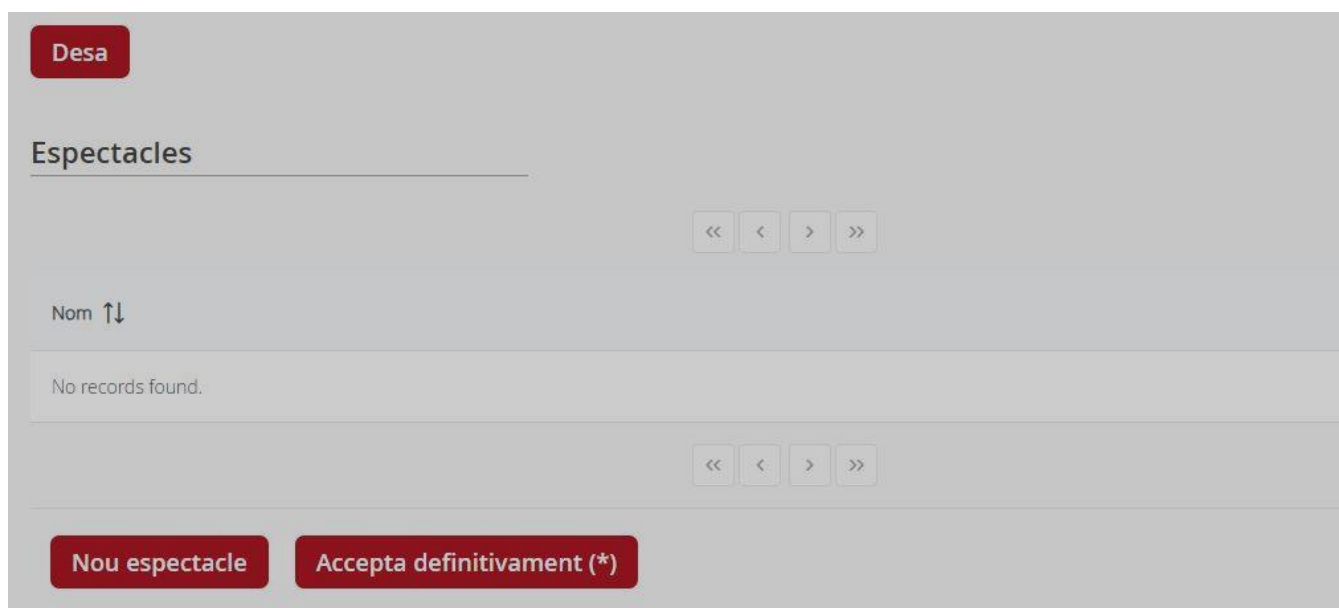 Desa
Espectacles
Nom
No records found.
Nou espectacle
Accepta definitivament (*)